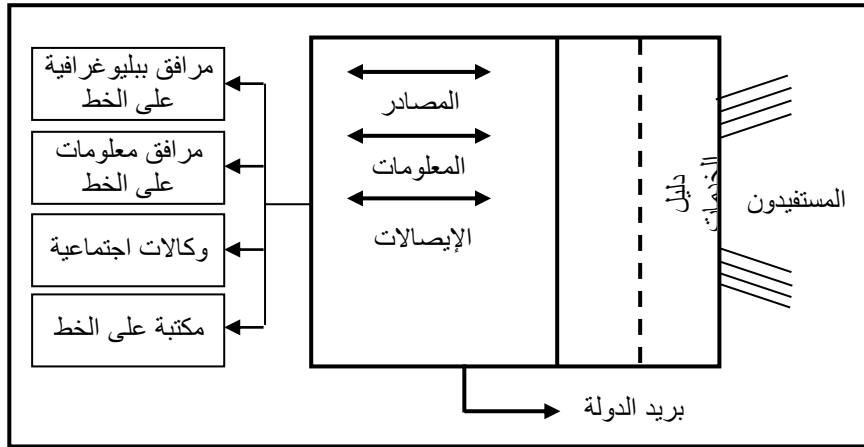 مرافق ببليوغرافية
على الخط
مرافق معلومات
على الخط
وكالات اجتماعية
مكتبة على الخط
المصادر
المعلومات
الإيصالات
دليل
الخدمات
المستفيدون
بريد الدولة